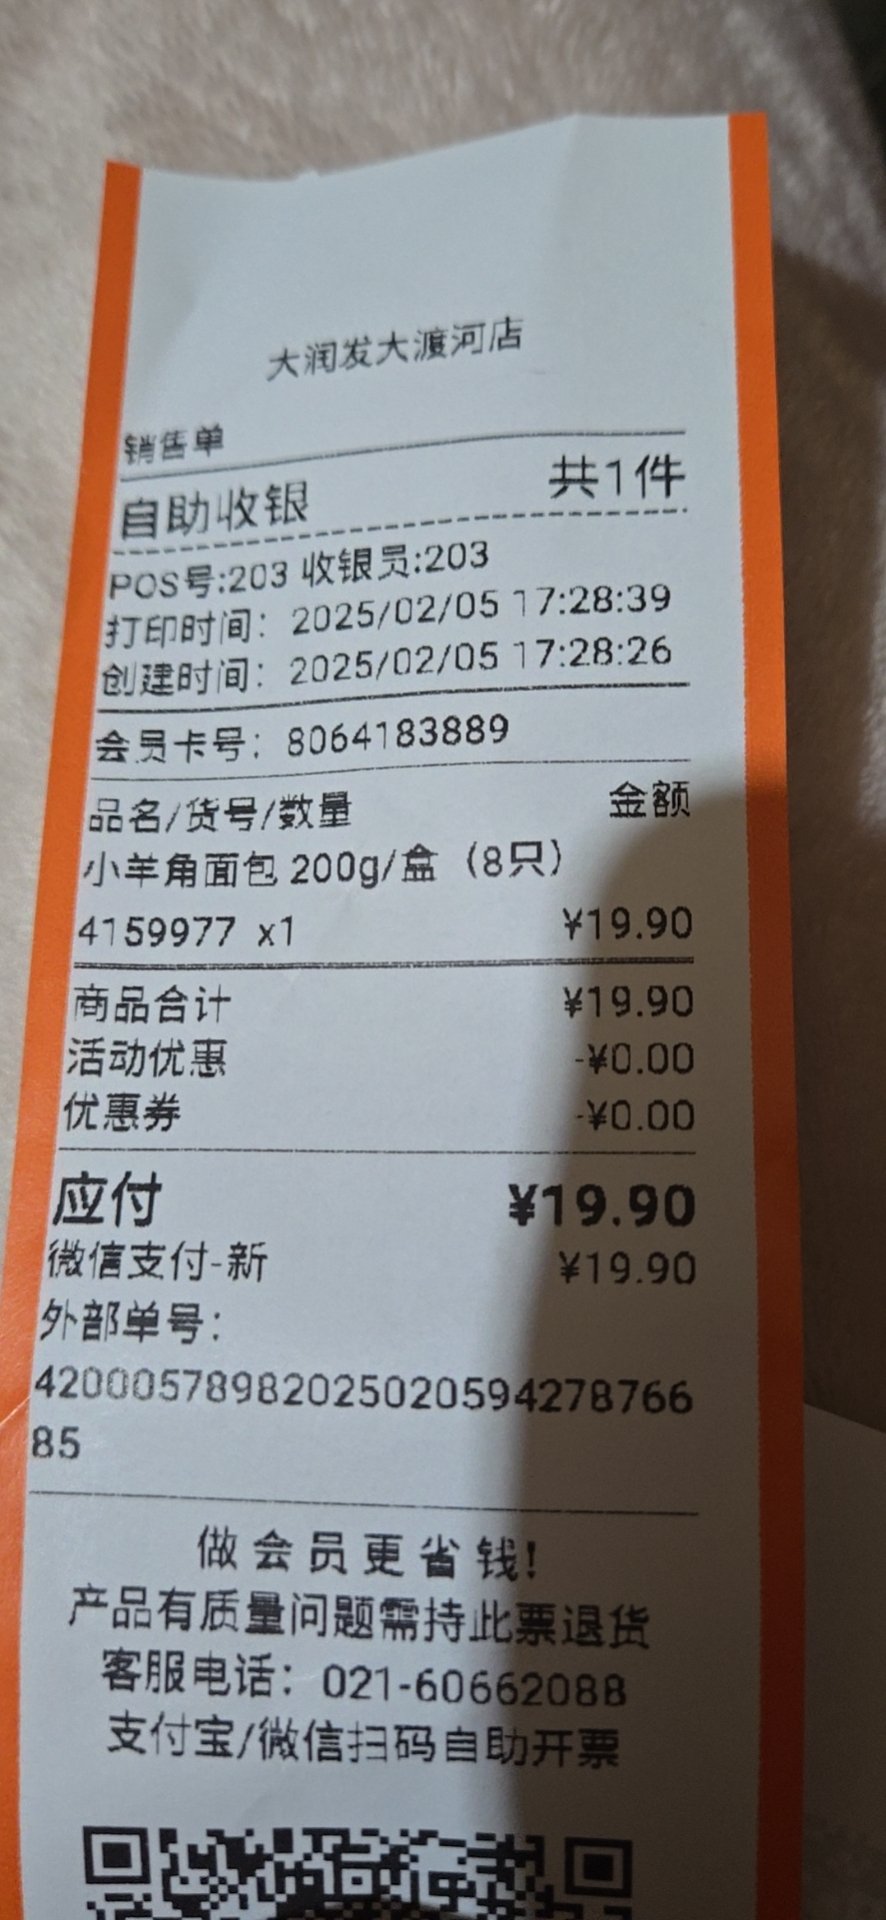 大润发大渡河店
销售单
自助收银 共1件
POS号:203 收银员:203
打印时间：2025/02/05 17:28:39
创建时间：2025/02/05 17:28:26
会员卡号：8064183889
品名/货号/数量 金额
小羊角面包 200g/盒（8只）
4159977 x1 ¥19.90
商品合计 ¥19.90
活动优惠 -¥0.00
优惠券 -¥0.00
应付 ¥19.90
微信支付-新 ¥19.90
外部单号：
42000578982025020594278766
85
做会员更省钱!
产品有质量问题需持此票退货
客服电话：021-60662088
支付宝/微信扫码自助开票